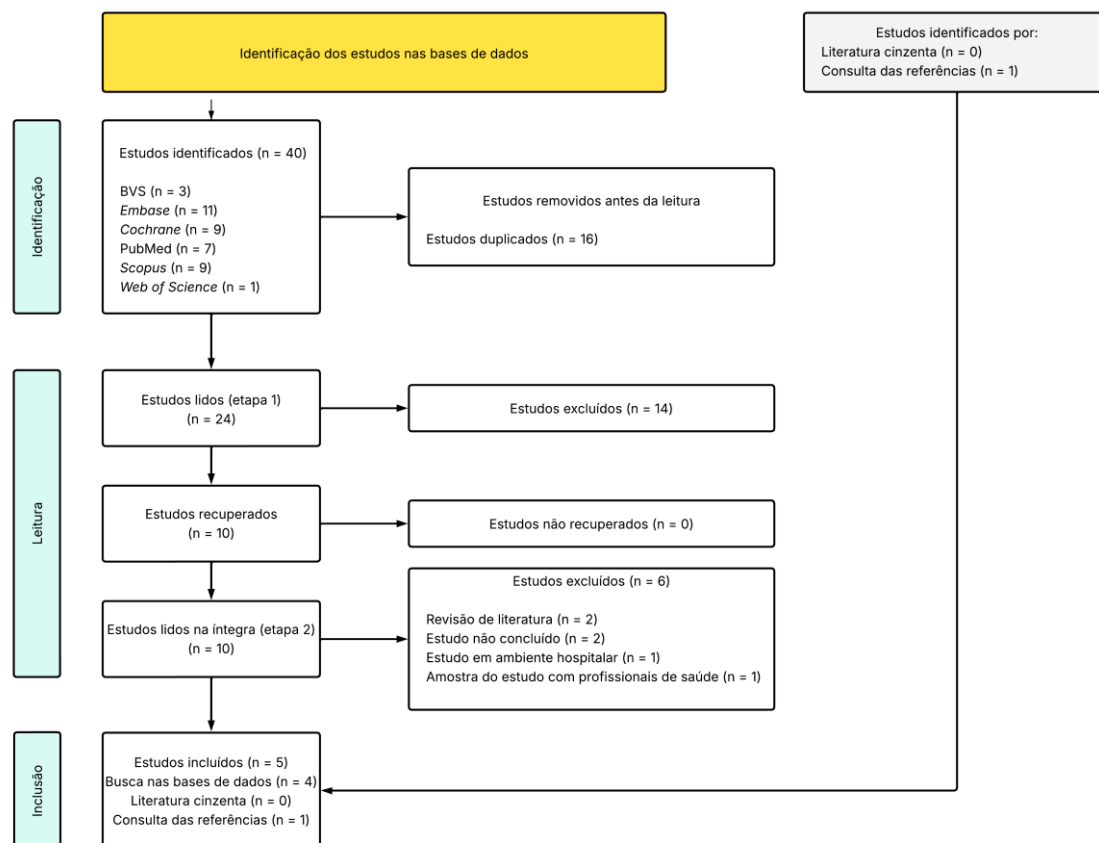 Identificação dos estudos nas bases de dados
Estudos identificados por:
Literatura cinzenta (n = 0)
Consulta das referências (n = 1)
Identificação
Estudos identificados (n = 40)
BVS (n = 3)
Embase (n = 11)
Cochrane (n = 9)
PubMed (n = 7)
Scopus (n = 9)
Web of Science (n = 1)
Estudos removidos antes da leitura
Estudos duplicados (n = 16)
Leitura
Estudos lidos (etapa 1)
(n = 24)
Estudos excluídos (n = 14)
Estudos recuperados
(n = 10)
Estudos não recuperados (n = 0)
Estudos lidos na íntegra (etapa 2)
(n = 10)
Estudos excluídos (n = 6)
Revisão de literatura (n = 2)
Estudo não concluído (n = 2)
Estudo em ambiente hospitalar (n = 1)
Amostra do estudo com profissionais de saúde (n = 1)
Inclusão
Estudos incluídos (n = 5)
Busca nas bases de dados (n = 4)
Literatura cinzenta (n = 0)
Consulta das referências (n = 1)